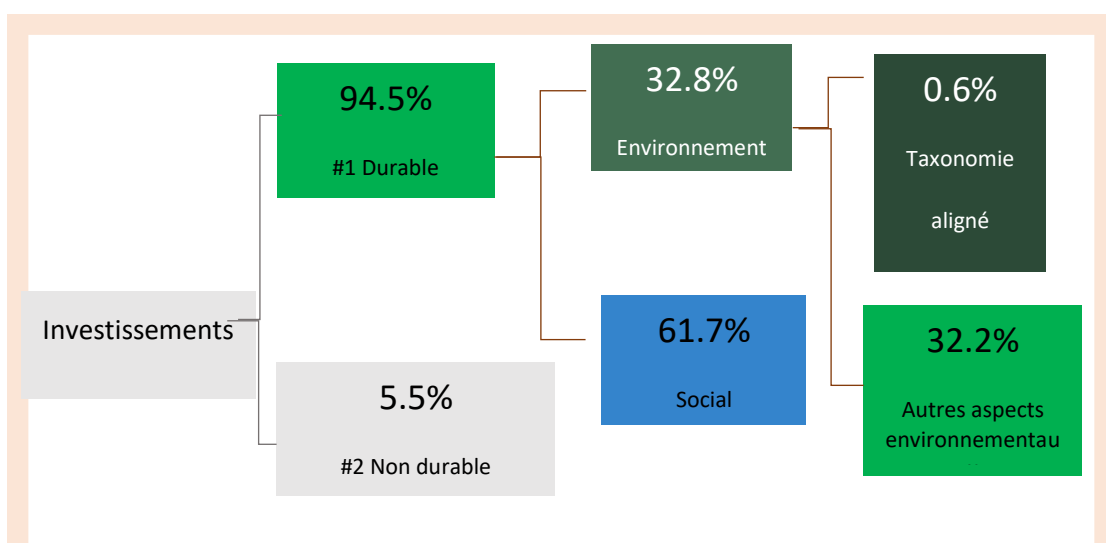 94.5%
#1 Durable
32.8%
Environnement
0.6%
Taxonomie
aligné
Investissements
5.5%
#2 Non durable
61.7%
Social
32.2%
Autres aspects
environnementau